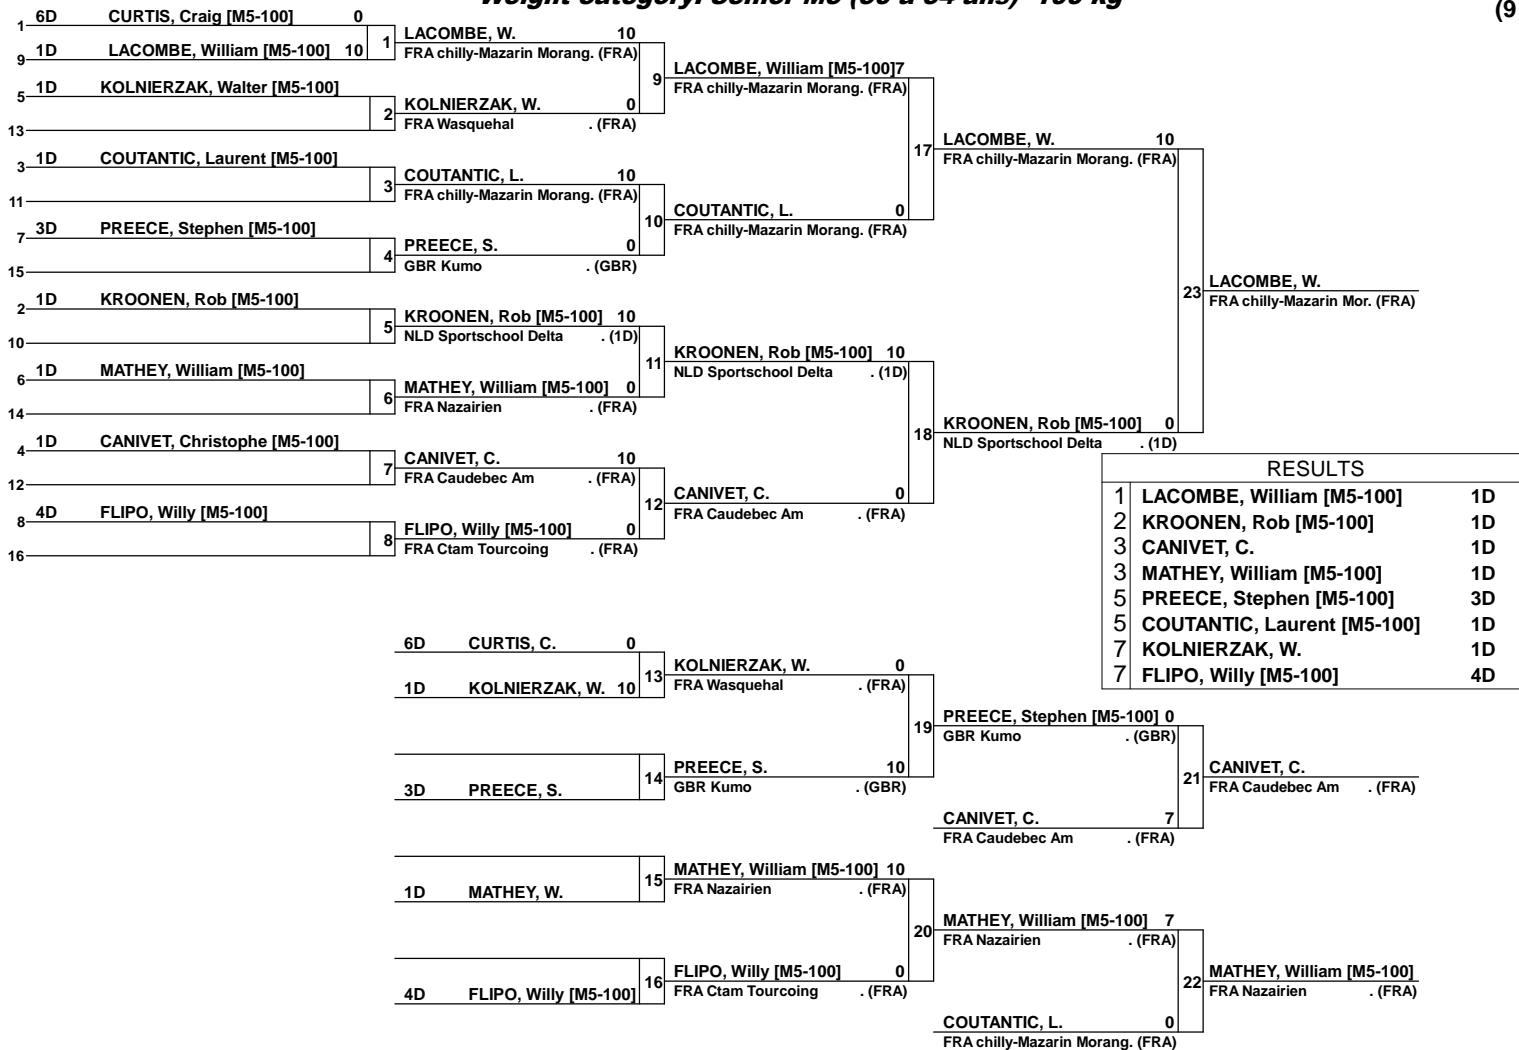 (9
1 6D CURTIS, Craig [M5-100] 0
9 1D LACOMBE, William [M5-100] 10
1
5 1D KOLNIERZAK, Walter [M5-100]
13
2
3 1D COUTANTIC, Laurent [M5-100]
11
3
7 3D PREECE, Stephen [M5-100]
15
4
2 1D KROONEN, Rob [M5-100]
10
5
6 1D MATHEY, William [M5-100]
14
6
4 1D CANIVET, Christophe [M5-100]
12
7
8 4D FLIPO, Willy [M5-100]
16
8
LACOMBE, W. 10
FRA chilly-Mazarin Morang. (FRA)
9
KOLNIERZAK, W. 0
FRA Wasquehal . (FRA)
COUTANTIC, L. 10
FRA chilly-Mazarin Morang. (FRA)
10
PREECE, S. 0
GBR Kumo . (GBR)
KROONEN, Rob [M5-100] 10
NLD Sportschool Delta . (1D)
11
MATHEY, William [M5-100] 0
FRA Nazairien . (FRA)
CANIVET, C. 10
FRA Caudebec Am . (FRA)
12
FLIPO, Willy [M5-100] 0
FRA Ctam Tourcoing . (FRA)
LACOMBE, William [M5-100]7
FRA chilly-Mazarin Morang. (FRA)
17
COUTANTIC, L. 0
FRA chilly-Mazarin Morang. (FRA)
KROONEN, Rob [M5-100] 10
NLD Sportschool Delta . (1D)
18
CANIVET, C. 0
FRA Caudebec Am . (FRA)
LACOMBE, W. 10
FRA chilly-Mazarin Morang. (FRA)
23
KROONEN, Rob [M5-100] 0
NLD Sportschool Delta . (1D)
LACOMBE, W.
FRA chilly-Mazarin Mor. (FRA)
RESULTS
1 LACOMBE, William [M5-100] 1D
2 KROONEN, Rob [M5-100] 1D
3 CANIVET, C. 1D
3 MATHEY, William [M5-100] 1D
5 PREECE, Stephen [M5-100] 3D
5 COUTANTIC, Laurent [M5-100] 1D
7 KOLNIERZAK, W. 1D
7 FLIPO, Willy [M5-100] 4D
6D CURTIS, C. 0
1D KOLNIERZAK, W. 10
13
3D PREECE, S.
14
1D MATHEY, W.
15
4D FLIPO, Willy [M5-100]
16
KOLNIERZAK, W. 0
FRA Wasquehal . (FRA)
19
PREECE, S. 10
GBR Kumo . (GBR)
MATHEY, William [M5-100] 10
FRA Nazairien . (FRA)
20
FLIPO, Willy [M5-100] 0
FRA Ctam Tourcoing . (FRA)
PREECE, Stephen [M5-100] 0
GBR Kumo . (GBR)
21
CANIVET, C. 7
FRA Caudebec Am . (FRA)
MATHEY, William [M5-100] 7
FRA Nazairien . (FRA)
22
COUTANTIC, L. 0
FRA chilly-Mazarin Morang. (FRA)
CANIVET, C.
FRA Caudebec Am . (FRA)
MATHEY, William [M5-100]
FRA Nazairien . (FRA)